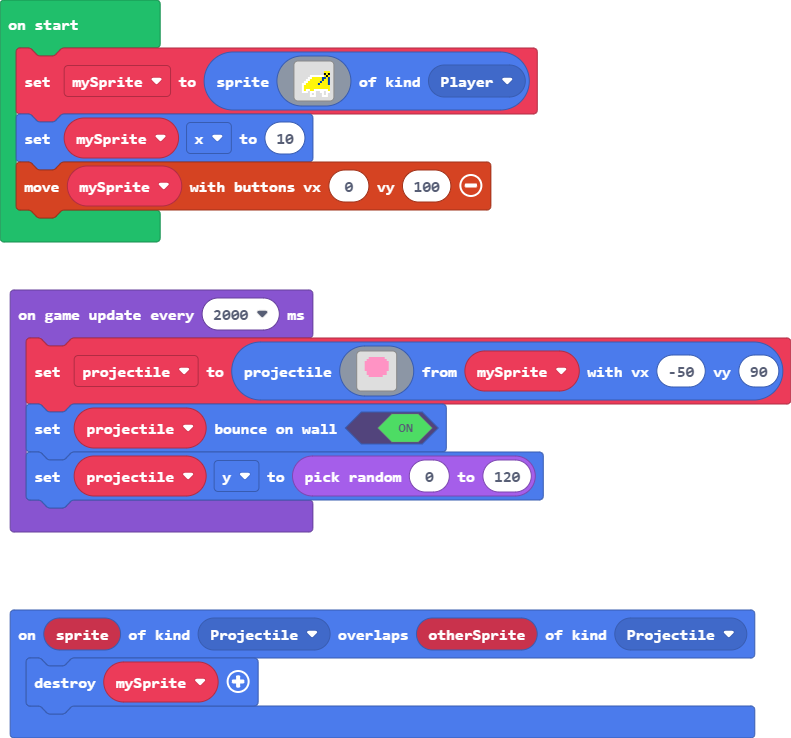 on start
set mySprite to sprite of kind Player
set mySprite x to 10
move mySprite with buttons vx 0 vy 100
on game update every 2000 ms
set projectile to projectile from mySprite with vx -50 vy 90
set projectile bounce on wall ON
set projectile y to pick random 0 to 120
on sprite of kind Projectile overlaps otherSprite of kind Projectile
destroy mySprite